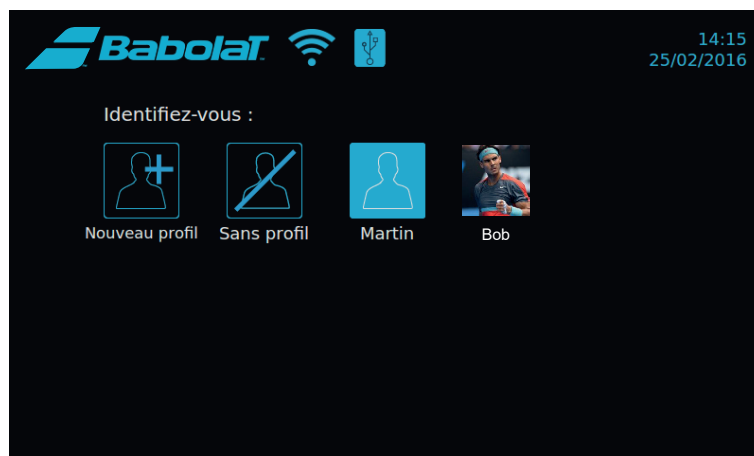 Babolat
14:15
25/02/2016
Identifiez-vous :
Nouveau profil
Sans profil
Martin
Bob